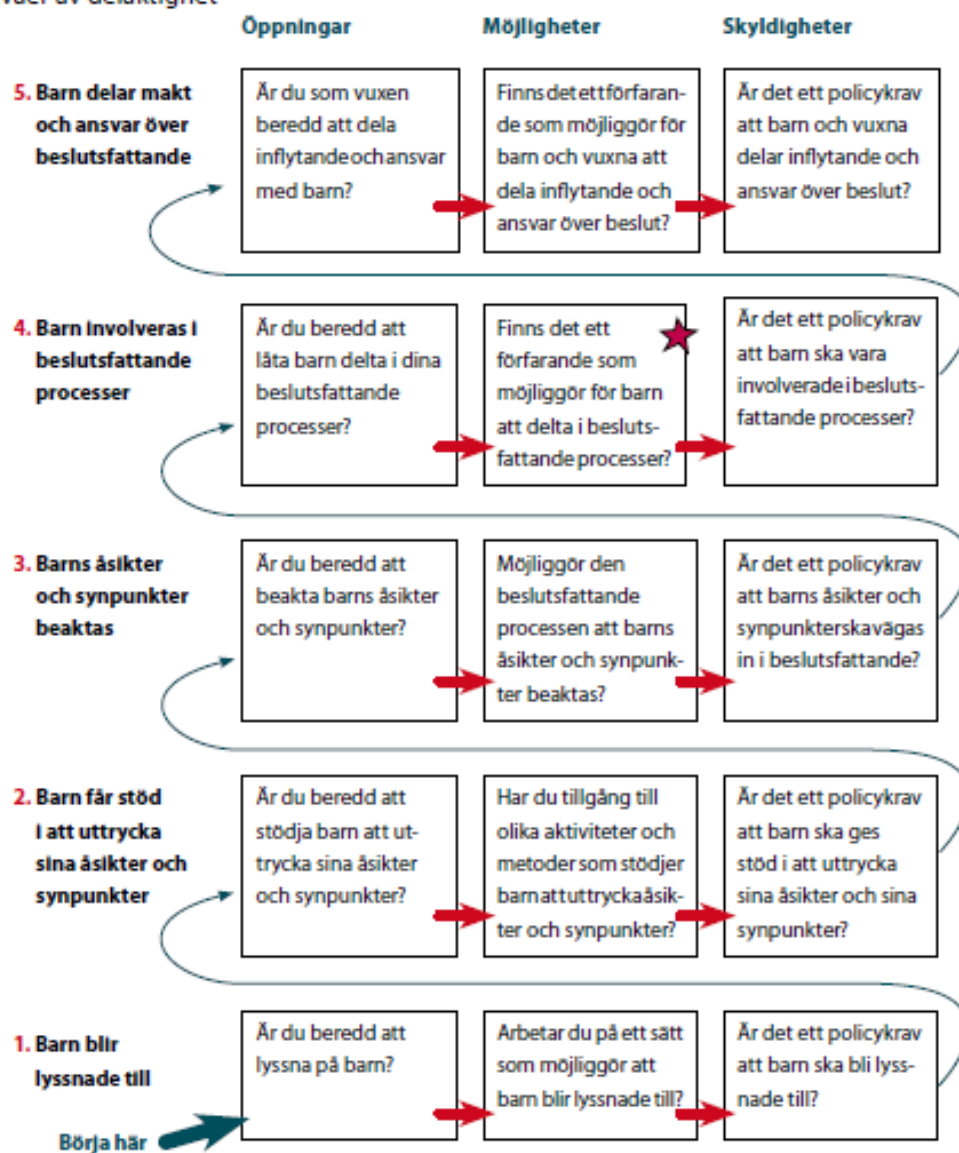 av delaktighet
Öppningar
Möjligheter
Skyldigheter
5. Barn delar makt
och ansvar över
beslutsfattande
Är du som vuxen
beredd att dela
inflytande och ansvar
med barn?
Finns det ett förfaran-
de som möjliggör för
barn och vuxna att
dela inflytande och
ansvar över beslut?
Är det ett policykrav
att barn och vuxna
delar inflytande och
ansvar över beslut?
4. Barn involveras i
beslutsfattande
processer
Är du beredd att
låta barn delta i dina
beslutsfattande
processer?
Finns det ett
förfarande som
möjliggör för barn
att delta i besluts-
fattande processer?
Är det ett policykrav
att barn ska vara
involverade i besluts-
fattande processer?
3. Barns åsikter
och synpunkter
beaktas
Är du beredd att
beakta barns åsikter
och synpunkter?
Möjliggör den
beslutsfattande
processen att barns
åsikter och synpunk-
ter beaktas?
Är det ett policykrav
att barns åsikter och
synpunkter ska vägas
in i beslutsfattande?
2. Barn får stöd
i att uttrycka
sina åsikter och
synpunkter
Är du beredd att
stödja barn att ut-
trycka sina åsikter
och synpunkter?
Har du tillgång till
olika aktiviteter och
metoder som stödjer
barn att uttrycka åsik-
ter och synpunkter?
Är det ett policykrav
att barn ska ges
stöd i att uttrycka
sina åsikter och sina
synpunkter?
1. Barn blir
lyssnade till
Är du beredd att
lyssna på barn?
Arbetar du på ett sätt
som möjliggör att
barn blir lyssnade till?
Är det ett policykrav
att barn ska bli lyss-
nade till?
Börja här